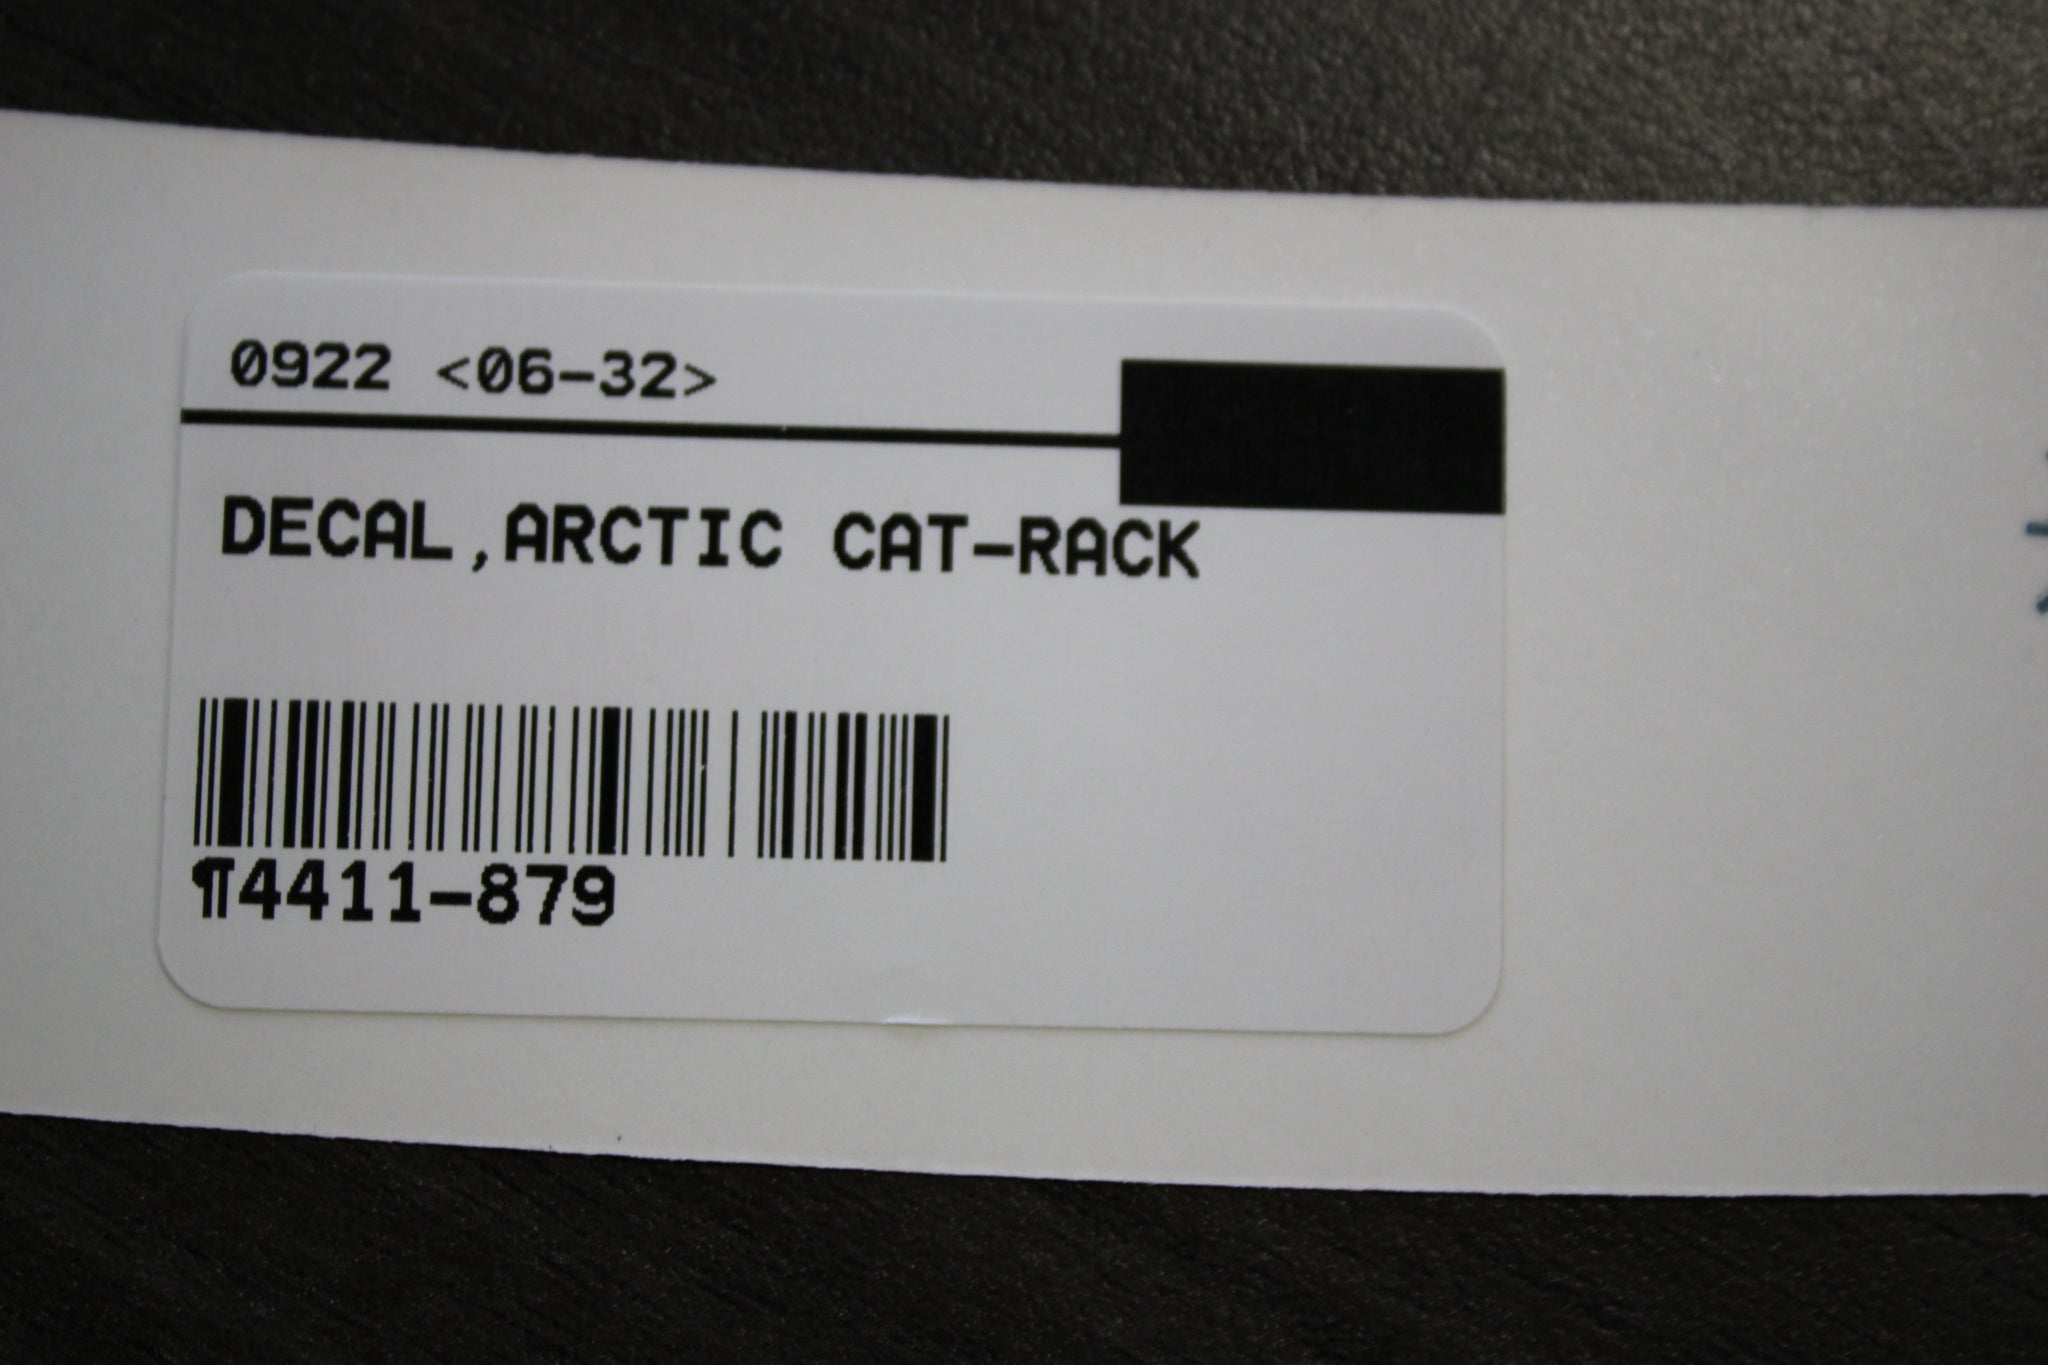 0922 <06-32>
DECAL,ARCTIC CAT-RACK
¶4411-879